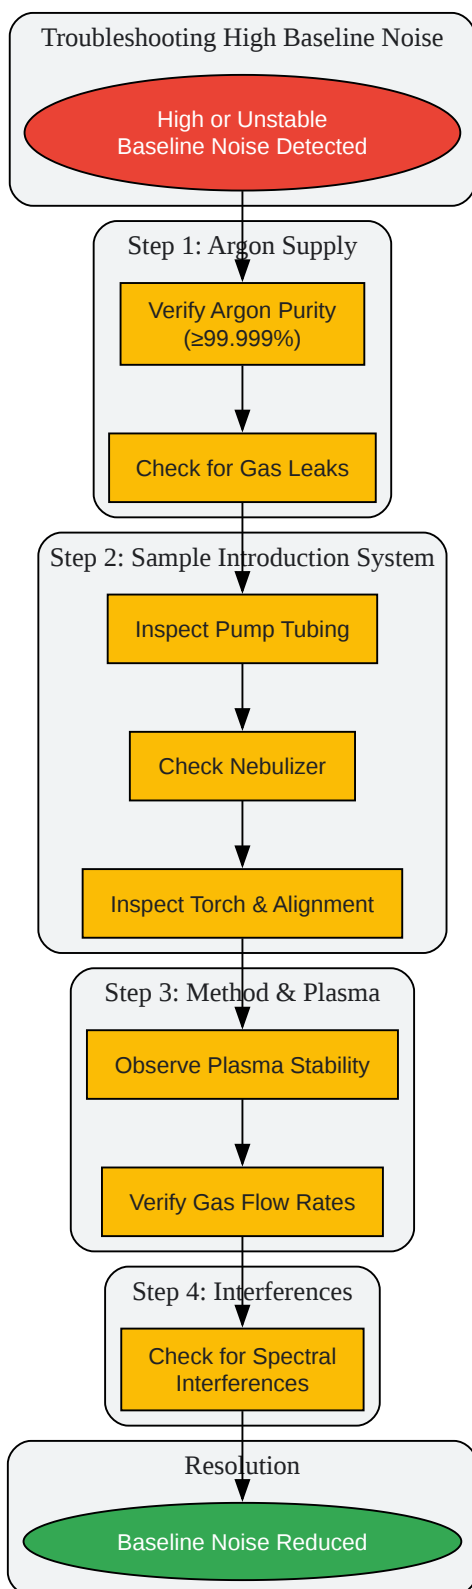 Troubleshooting High Baseline Noise
High or Unstable
Baseline Noise Detected
Step 1: Argon Supply
Verify Argon Purity
(≥99.999%)
Check for Gas Leaks
Step 2: Sample Introduction System
Inspect Pump Tubing
Check Nebulizer
Inspect Torch & Alignment
Step 3: Method & Plasma
Observe Plasma Stability
Verify Gas Flow Rates
Step 4: Interferences
Check for Spectral
Interferences
Resolution
Baseline Noise Reduced